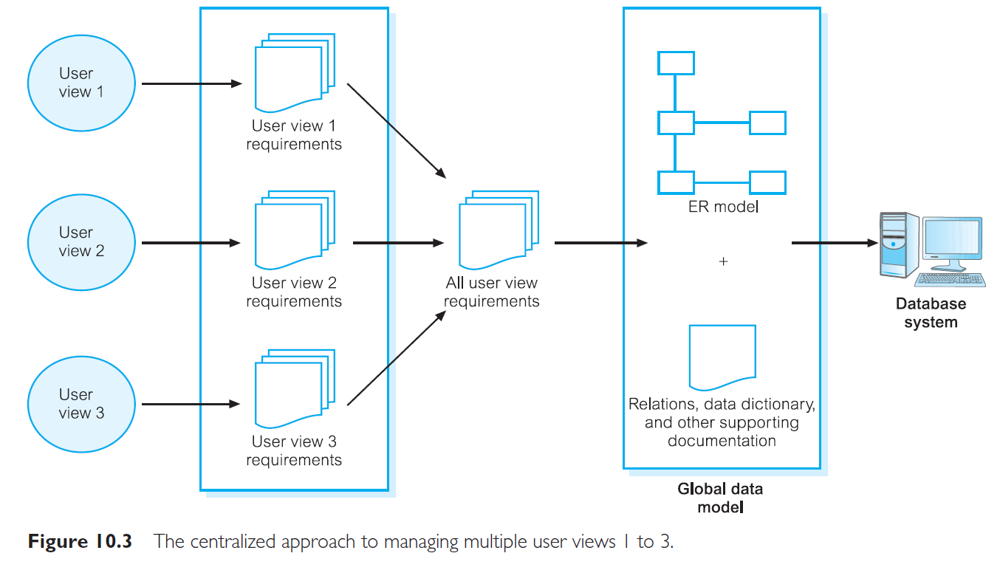 User
view 1
User view 1
requirements
User
view 2
User view 2
requirements
All user view
requirements
User
view 3
User view 3
requirements
ER model
+
Relations, data dictionary,
and other supporting
documentation
Global data
model
Database
system
Figure 10.3 The centralized approach to managing multiple user views 1 to 3.